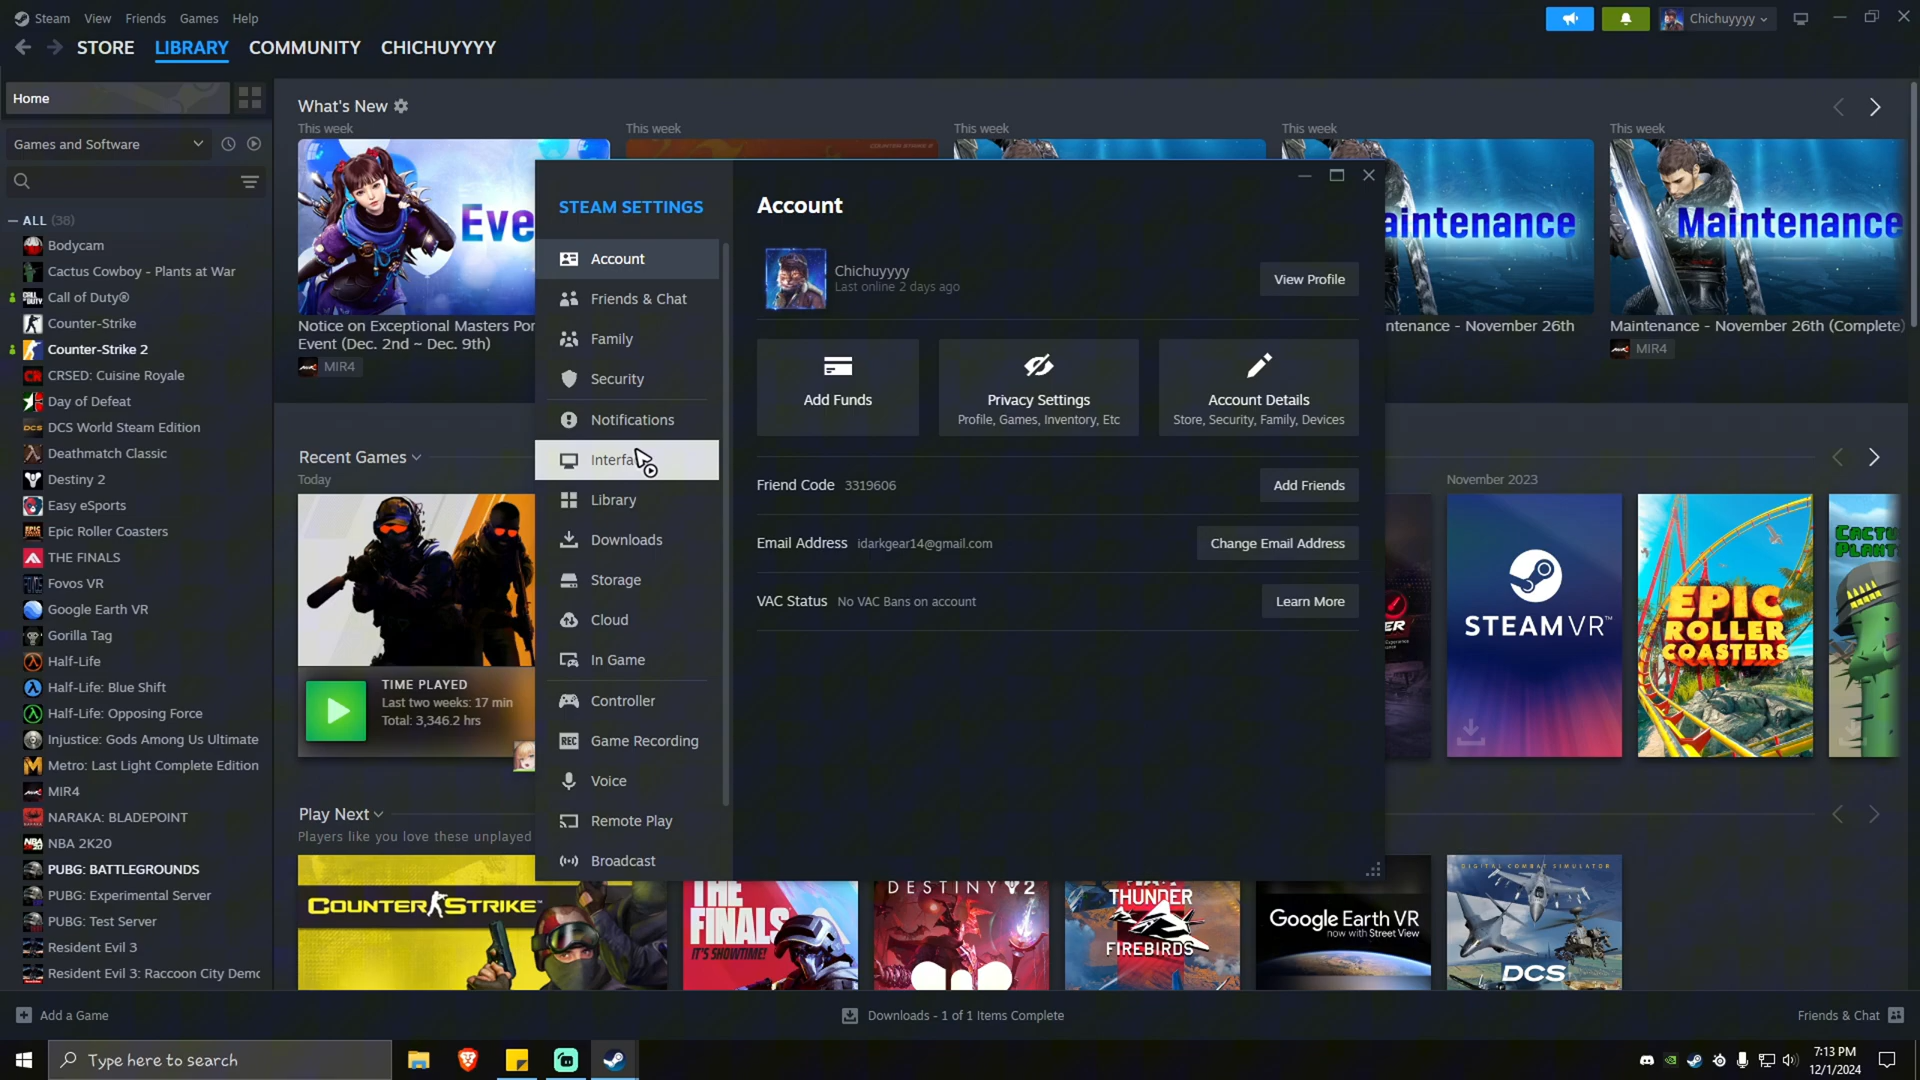 Steam View Friends Games Help
Chichuyyyy
STORE LIBRARY COMMUNITY CHICHUYYYY
Home
Games and Software
ALL (38)
Bodycam
Cactus Cowboy - Plants at War
Call of Duty®
Counter-Strike
Counter-Strike 2
CRSED: Cuisine Royale
Day of Defeat
DCS World Steam Edition
Deathmatch Classic
Destiny 2
Easy eSports
Epic Roller Coasters
THE FINALS
Fovos VR
Google Earth VR
Gorilla Tag
Half-Life
Half-Life: Blue Shift
Half-Life: Opposing Force
Injustice: Gods Among Us Ultimate
Metro: Last Light Complete Edition
MIR4
NARAKA: BLADEPOINT
NBA 2K20
PUBG: BATTLEGROUNDS
PUBG: Experimental Server
PUBG: Test Server
Resident Evil 3
Resident Evil 3: Raccoon City Demo
What's New
This week
This week
This week
This week
This week
Eve
COUNTER STRIKE 2
aintenance
Maintenance
Notice on Exceptional Masters Por
Event (Dec. 2nd ~ Dec. 9th)
MIR4
ntenance - November 26th
Maintenance - November 26th (Complete)
MIR4
STEAM SETTINGS
Account
Friends & Chat
Family
Security
Notifications
Interfa
Library
Downloads
Storage
Cloud
In Game
Controller
REC Game Recording
Voice
Remote Play
Broadcast
Account
Chichuyyyy
Last online 2 days ago
View Profile
Add Funds
Privacy Settings
Profile, Games, Inventory, Etc
Account Details
Store, Security, Family, Devices
Friend Code 3319606
Add Friends
Email Address idarkgear14@gmail.com
Change Email Address
VAC Status No VAC Bans on account
Learn More
Recent Games
Today
November 2023
TIME PLAYED
Last two weeks: 17 min
Total: 3,346.2 hrs
STEAMVR™
EPIC
ROLLER
COASTERS
CACTU
PLANT
Play Next
Players like you love these unplayed
COUNTER STRIKE
THE
FINALS
IT'S SHOWTIME!
DESTINY 2
THUNDER
FIREBIRDS
Google Earth VR
now with Street View
DIGITAL COMBAT SIMULATOR
DCS
Add a Game
Downloads - 1 of 1 Items Complete
Friends & Chat
Type here to search
7:13 PM
12/1/2024